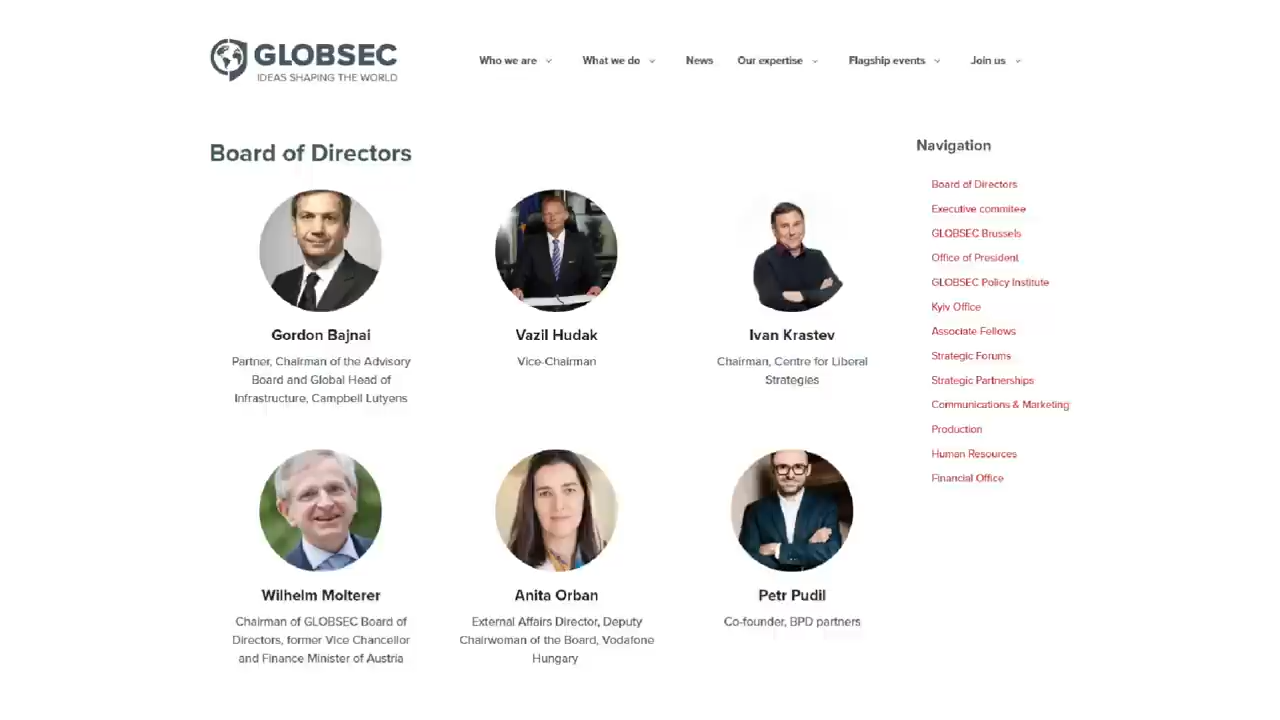 GLOBSEC
IDEAS SHAPING THE WORLD
Who we are
What we do
News
Our expertise
Flagship events
Join us
Board of Directors
Gordon Bajnai
Partner, Chairman of the Advisory
Board and Global Head of
Infrastructure, Campbell Lutyens
Vazil Hudak
Vice-Chairman
Ivan Krastev
Chairman, Centre for Liberal
Strategies
Wilhelm Molterer
Chairman of GLOBSEC Board of
Directors, former Vice Chancellor
and Finance Minister of Austria
Anita Orban
External Affairs Director, Deputy
Chairwoman of the Board, Vodafone
Hungary
Petr Pudil
Co-founder, BPD partners
Navigation
Board of Directors
Executive commitee
GLOBSEC Brussels
Office of President
GLOBSEC Policy Institute
Kyiv Office
Associate Fellows
Strategic Forums
Strategic Partnerships
Communications & Marketing
Production
Human Resources
Financial Office